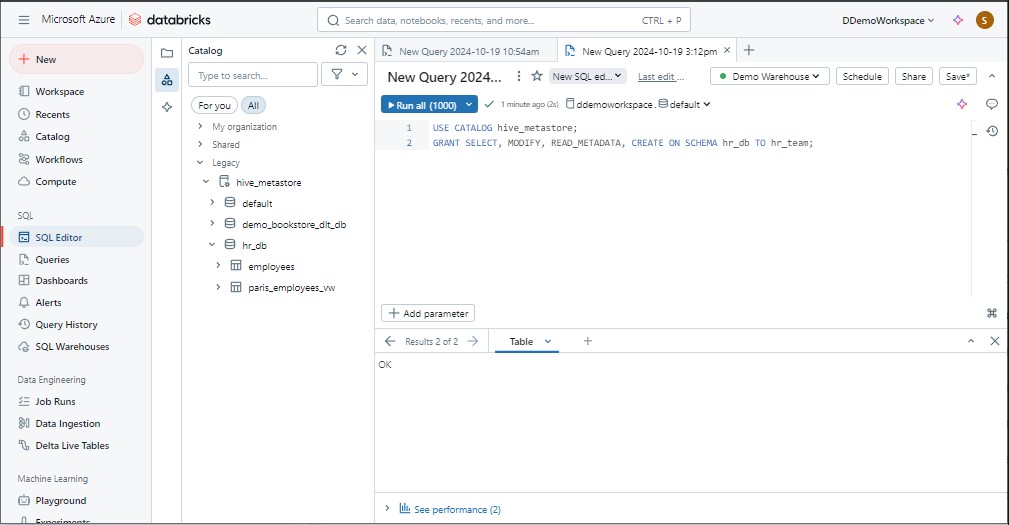 Microsoft Azure databricks Search data, notebooks, recents, and more... CTRL + P DDemoWorkspace S
New
Workspace
Recents
Catalog
Workflows
Compute
SQL
SQL Editor
Queries
Dashboards
Alerts
Query History
SQL Warehouses
Data Engineering
Job Runs
Data Ingestion
Delta Live Tables
Machine Learning
Playground
Experiments
Catalog
Type to search...
For you All
My organization
Shared
Legacy
hive_metastore
default
demo_bookstore_dlt_db
hr_db
employees
paris_employees_vw
New Query 2024-10-19 10:54am New Query 2024-10-19 3:12pm
New Query 2024... New SQL ed... Last edit ... Demo Warehouse Schedule Share Save*
Run all (1000) 1 minute ago (2s) ddemoworkspace. default
1 USE CATALOG hive_metastore;
2 GRANT SELECT, MODIFY, READ_METADATA, CREATE ON SCHEMA hr_db TO hr_team;
Add parameter
Results 2 of 2 Table
OK
See performance (2)